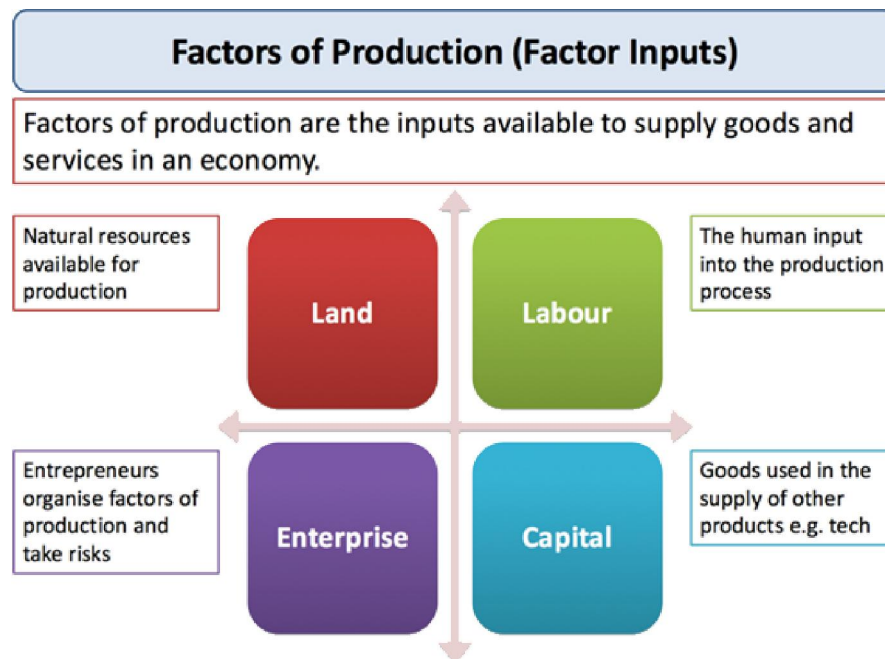 Factors of Production (Factor Inputs)
Factors of production are the inputs available to supply goods and
services in an economy.
Natural resources
available for
production
Land
Labour
The human input
into the production
process
Entrepreneurs
organise factors of
production and
take risks
Enterprise
Capital
Goods used in the
supply of other
products e.g. tech